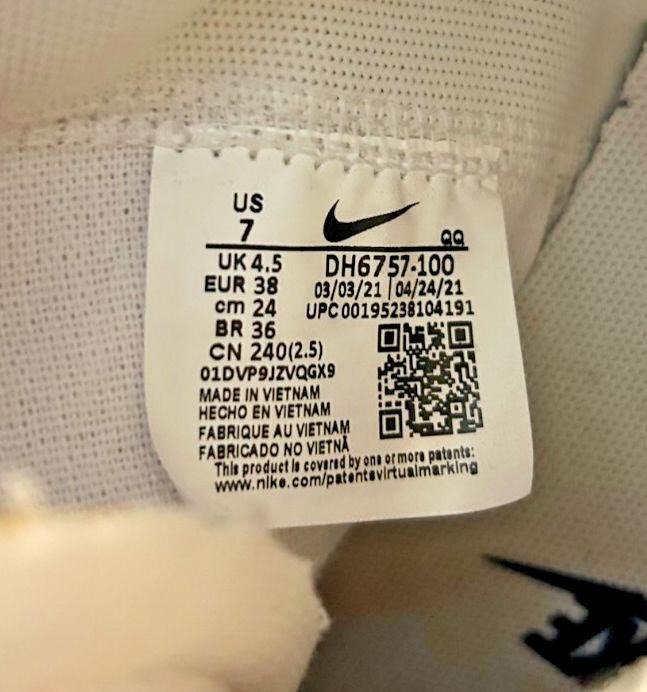 US
7
QQ
UK 4.5
EUR 38
cm 24
BR 36
CN 240(2.5)
DH6757-100
03/03/21 | 04/24/21
UPC 00195238104191
01DVP9JZVQGX9
MADE IN VIETNAM
HECHO EN VIETNAM
FABRIQUE AU VIETNAM
FABRICADO NO VIETNÃ
This product is covered by one or more patents:
www.nike.com/patentsvirtualmarking